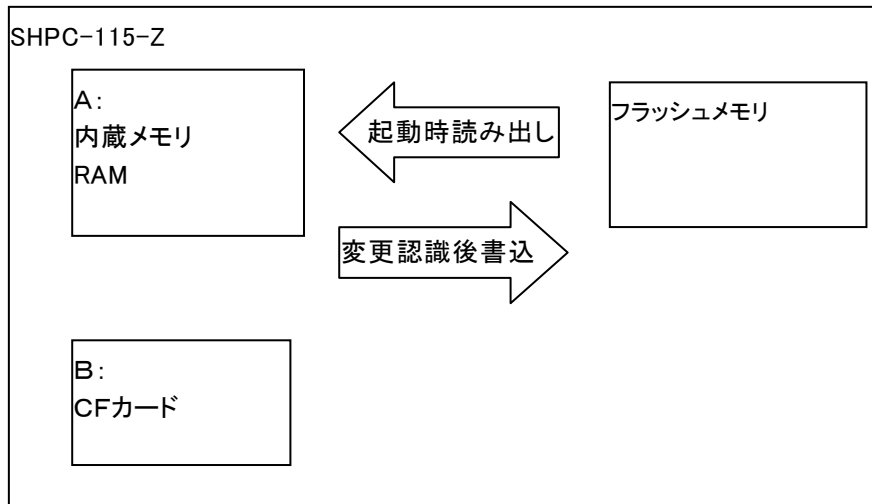 SHPC-115-Z
A:
内蔵メモリ
RAM
起動時読み出し
フラッシュメモリ
変更認識後書込
B:
CFカード